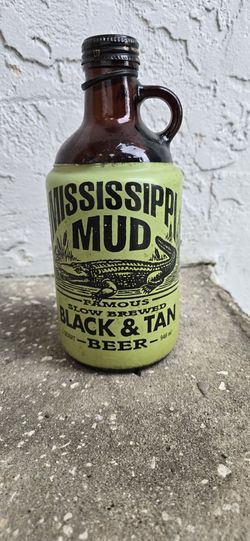 MISSISSIPPI
MUD
FAMOUS
SLOW BREWED
BLACK & TAN
BEER